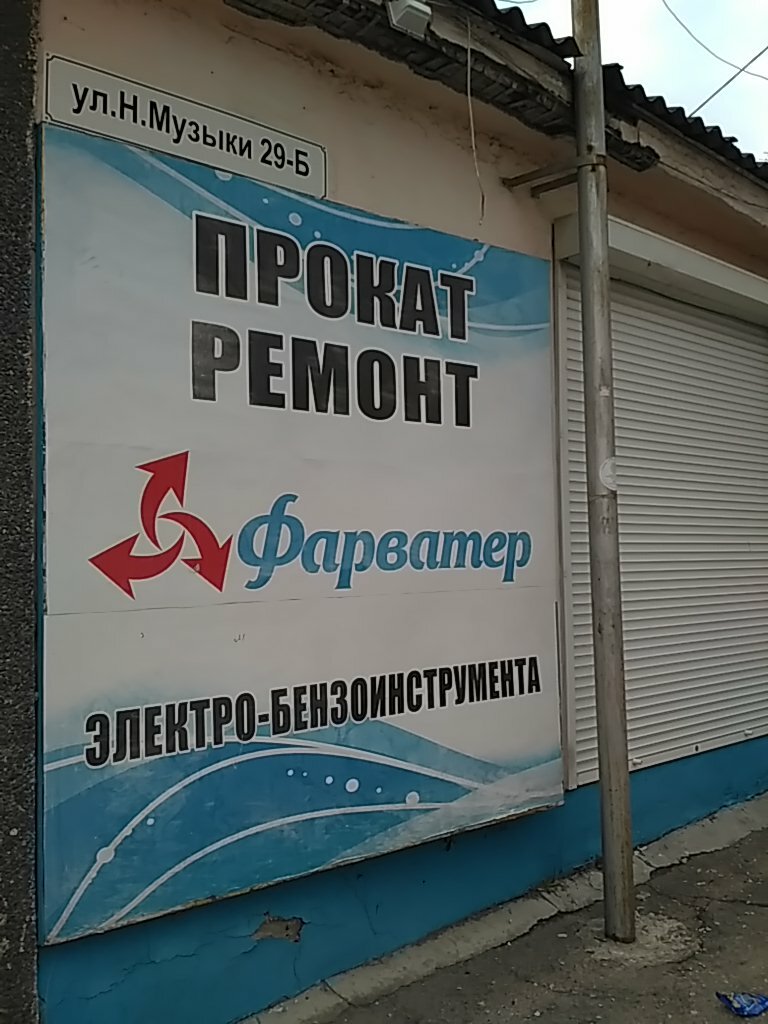 ул.Н.Музыки 29-Б
ПРОКАТ
РЕМОНТ
Фарватер
ЭЛЕКТРО-БЕНЗОИНСТРУМЕНТА